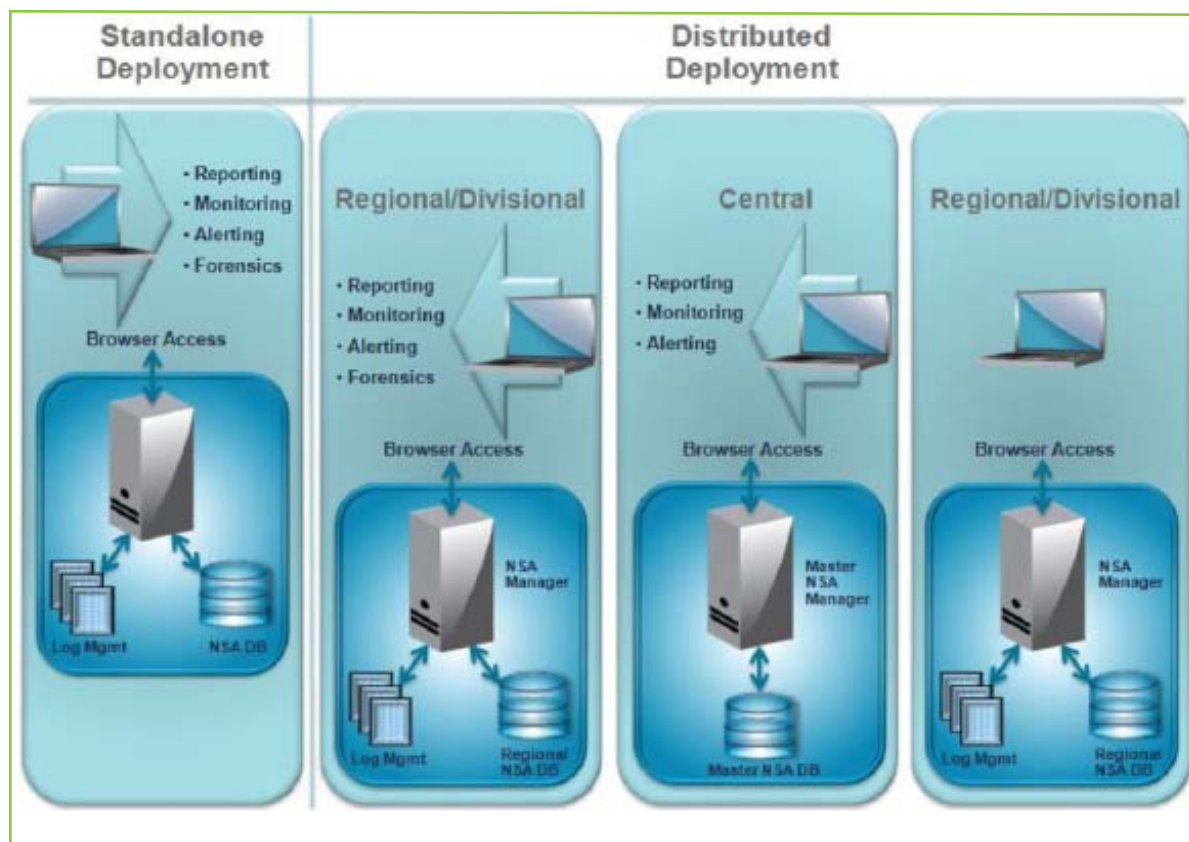 Standalone
Deployment
Distributed
Deployment
• Reporting
• Monitoring
• Alerting
• Forensics
Browser Access
Log Mgmt
NSA DB
Regional/Divisional
• Reporting
• Monitoring
• Alerting
• Forensics
Browser Access
NSA
Manager
Log Mgmt
Regional
NSA DB
Central
• Reporting
• Monitoring
• Alerting
Browser Access
Master
NSA
Manager
Master NSA DB
Regional/Divisional
Browser Access
NSA
Manager
Log Mgmt
Regional
NSA DB